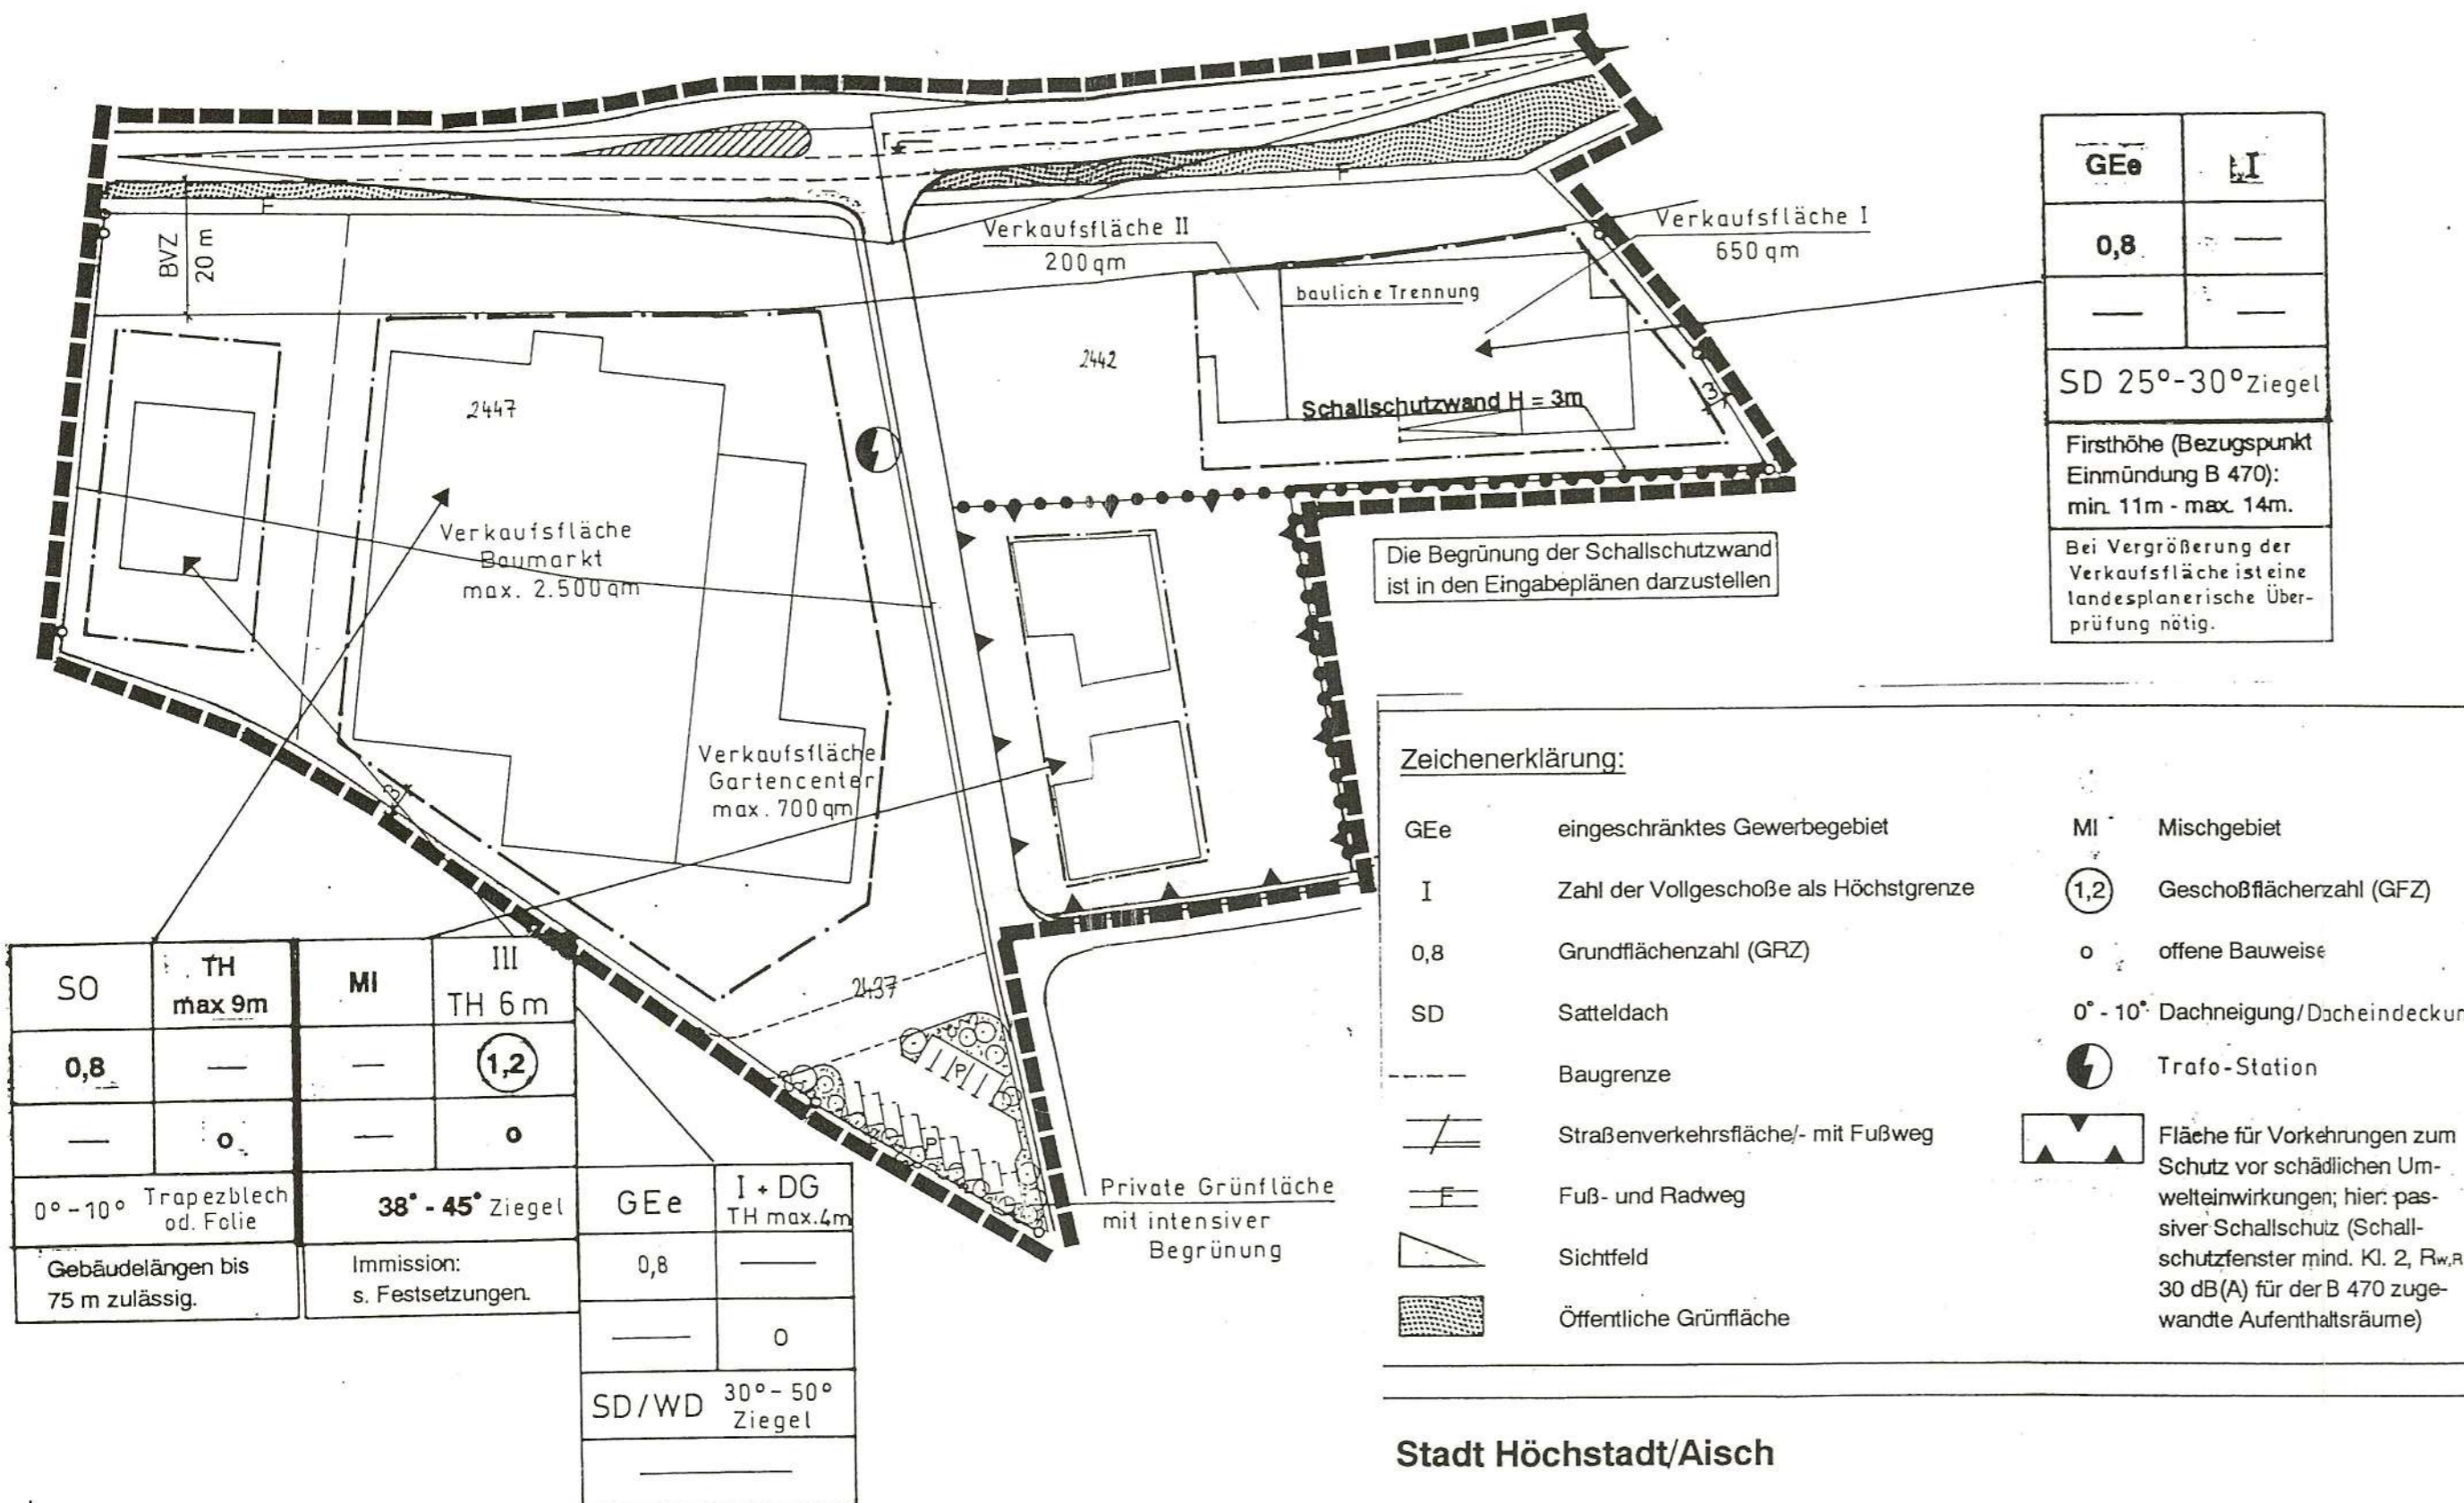 BVZ
20 m
Verkaufsfläche II
200 qm
Verkaufsfläche I
650 qm
bauliche Trennung
2442
Schallschutzwand H = 3m
3
2447
Verkaufsfläche
Baumarkt
max. 2.500 qm
Verkaufsfläche
Gartencenter
max. 700 qm
3
F
Die Begrünung der Schallschutzwand
ist in den Eingabeplänen darzustellen
2437
P
P
Private Grünfläche
mit intensiver
Begrünung
GEe I
0,8 —
— —
SD 25°-30° Ziegel
Firsthöhe (Bezugspunkt
Einmündung B 470):
min. 11m - max. 14m.
Bei Vergrößerung der
Verkaufsfläche ist eine
landesplanerische Über-
prüfung nötig.
SO TH
max 9m
0,8 —
— o
0°-10° Trapezblech
od. Folie
Gebäudelängen bis
75 m zulässig.
MI III
TH 6m
— 1,2
— o
38° - 45° Ziegel
Immission:
s. Festsetzungen.
GEe I + DG
TH max.4m
0,8 —
— o
SD/WD 30°- 50°
Ziegel
—
Zeichenerklärung:
GEe eingeschränktes Gewerbegebiet
I Zahl der Vollgeschoße als Höchstgrenze
0,8 Grundflächenzahl (GRZ)
SD Satteldach
Baugrenze
Straßenverkehrsfläche/- mit Fußweg
F Fuß- und Radweg
Sichtfeld
Öffentliche Grünfläche
MI Mischgebiet
1,2 Geschoßflächenzahl (GFZ)
o offene Bauweise
0° - 10° Dachneigung/Dacheindeckun
Trafo-Station
Fläche für Vorkehrungen zum
Schutz vor schädlichen Um-
welteinwirkungen; hier: pas-
siver Schallschutz (Schall-
schutzfenster mind. Kl. 2, Rw,R
30 dB(A) für der B 470 zuge-
wandte Aufenthaltsräume)
Stadt Höchstadt/Aisch